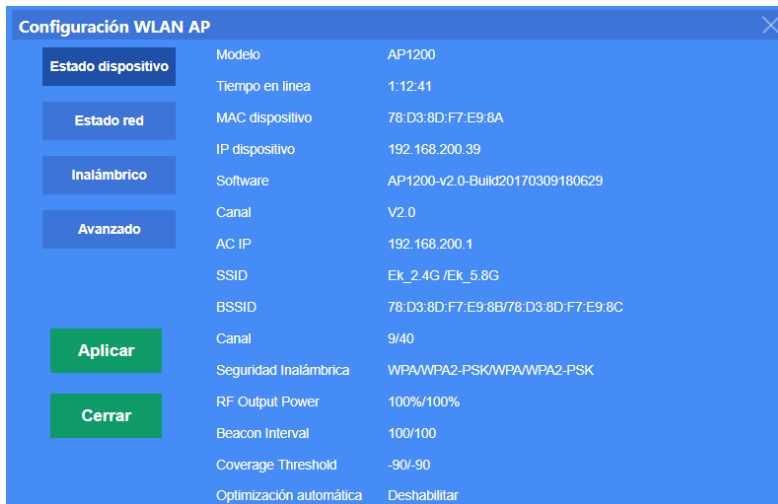 Configuración WLAN AP
Estado dispositivo
Estado red
Inalámbrico
Avanzado
Aplicar
Cerrar
Modelo AP1200
Tiempo en linea 1:12:41
MAC dispositivo 78:D3:8D:F7:E9:8A
IP dispositivo 192.168.200.39
Software AP1200-v2.0-Build20170309180629
Canal V2.0
AC IP 192.168.200.1
SSID Ek_2.4G /Ek_5.8G
BSSID 78:D3:8D:F7:E9:8B/78:D3:8D:F7:E9:8C
Canal 9/40
Seguridad Inalámbrica WPA/WPA2-PSK/WPA/WPA2-PSK
RF Output Power 100%/100%
Beacon Interval 100/100
Coverage Threshold -90/-90
Optimización automática Deshabilitar